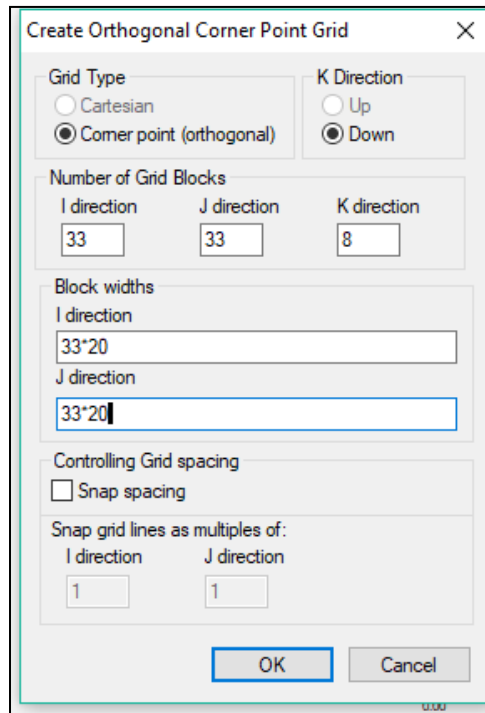 Create Orthogonal Corner Point Grid
Grid Type
Cartesian
Corner point (orthogonal)
K Direction
Up
Down
Number of Grid Blocks
I direction J direction K direction
33 33 8
Block widths
I direction
33*20
J direction
33*20
Controlling Grid spacing
Snap spacing
Snap grid lines as multiples of:
I direction J direction
1 1
OK Cancel
0.00